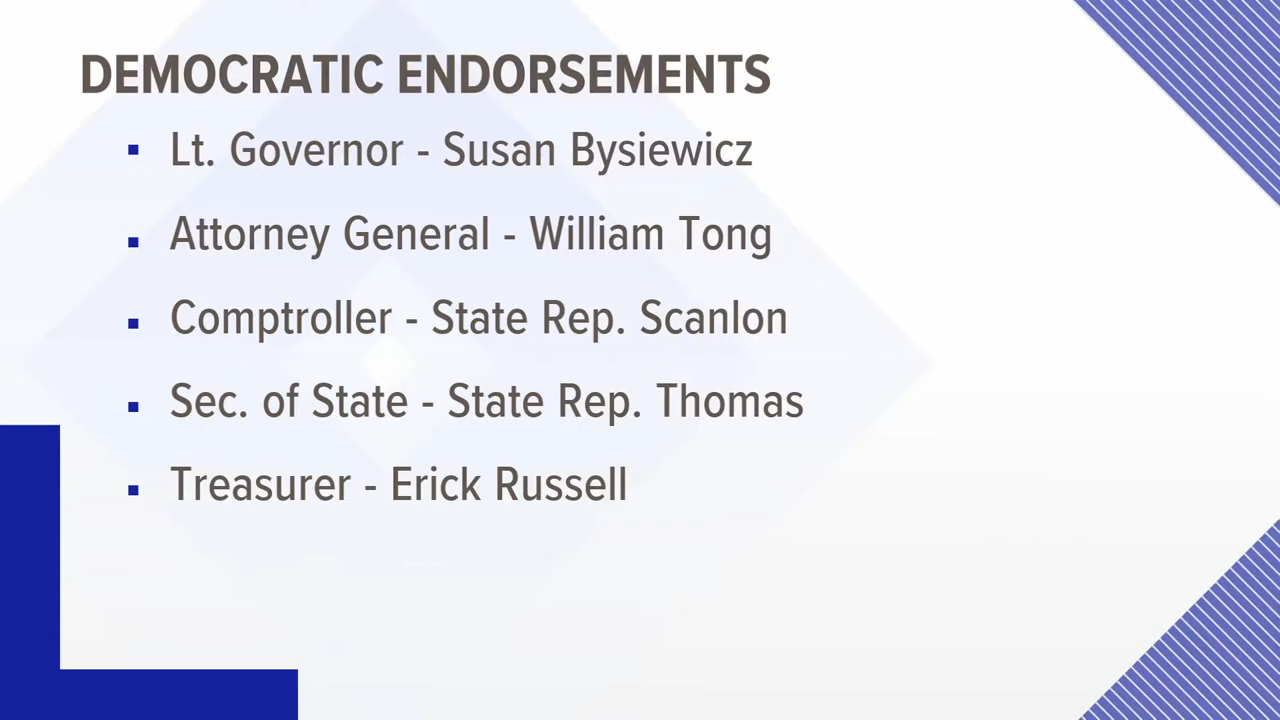 DEMOCRATIC ENDORSEMENTS
▪ Lt. Governor - Susan Bysiewicz
▪ Attorney General - William Tong
▪ Comptroller - State Rep. Scanlon
▪ Sec. of State - State Rep. Thomas
▪ Treasurer - Erick Russell